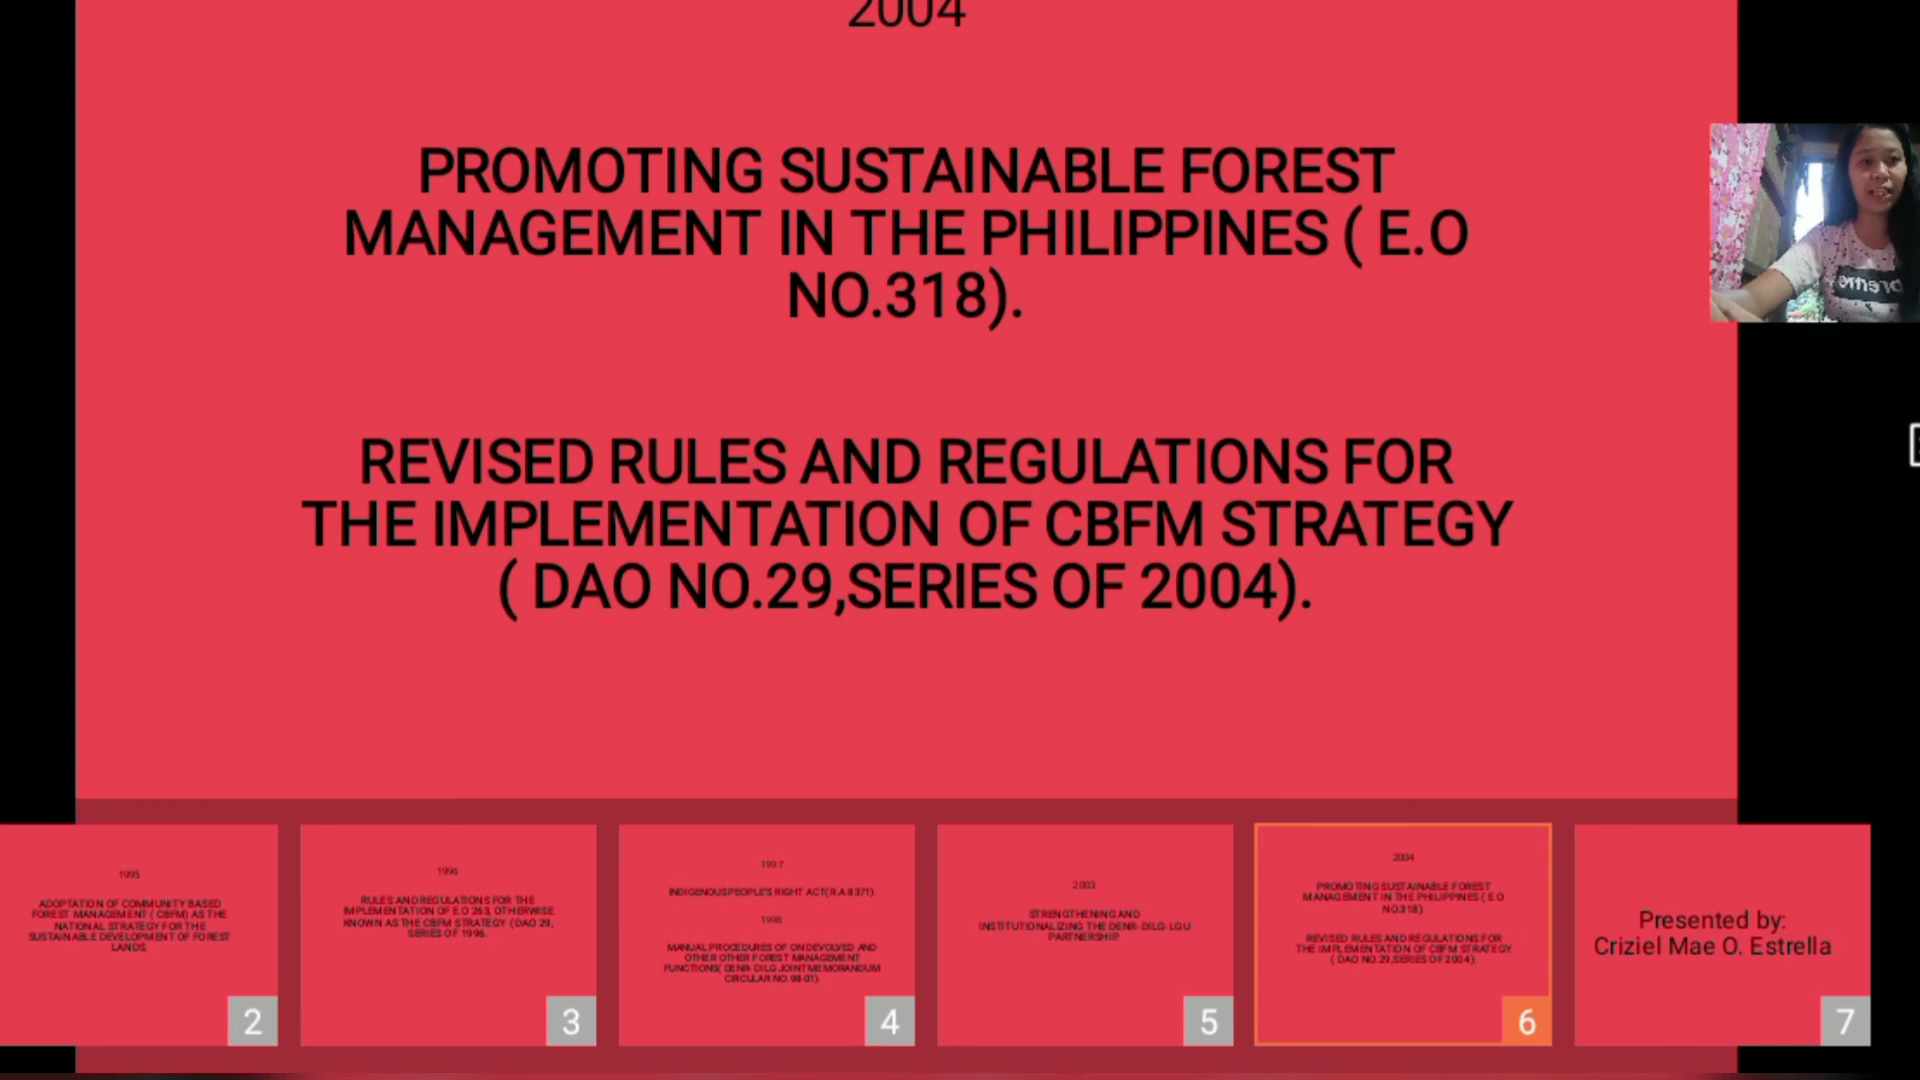 2004
PROMOTING SUSTAINABLE FOREST
MANAGEMENT IN THE PHILIPPINES ( E.O
NO.318).
REVISED RULES AND REGULATIONS FOR
THE IMPLEMENTATION OF CBFM STRATEGY
( DAO NO.29,SERIES OF 2004).
1995
ADOPTATION OF COMMUNITY BASED
FOREST MANAGEMENT ( CBFM) AS THE
NATIONAL STRATEGY FOR THE
SUSTAINABLE DEVELOPMENT OF FOREST
LANDS.
2
1996
RULES AND REGULATIONS FOR THE
IMPLEMENTATION OF E.O 263, OTHERWISE
KNOWN AS THE CBFM STRATEGY (DAO 29,
SERIES OF 1996.
3
1997
INDIGENOUS PEOPLE'S RIGHT ACT( R.A 8371).
1998
MANUAL PROCEDURES OF ON DEVOLVED AND
OTHER OTHER FOREST MANAGEMENT
FUNCTIONS( DENR- DILG JOINT MEMORANDUM
CIRCULAR NO. 98-01).
4
2003
STRENGTHENING AND
INSTITUTIONALIZING THE DENR- DILG- LGU
PARTNERSHIP.
5
2004
PROMOTING SUSTAINABLE FOREST
MANAGEMENT IN THE PHILIPPINES ( E.O
NO.318).
REVISED RULES AND REGULATIONS FOR
THE IMPLEMENTATION OF CBFM STRATEGY
( DAO NO.29,SERIES OF 2004).
6
Presented by:
Criziel Mae O. Estrella
7